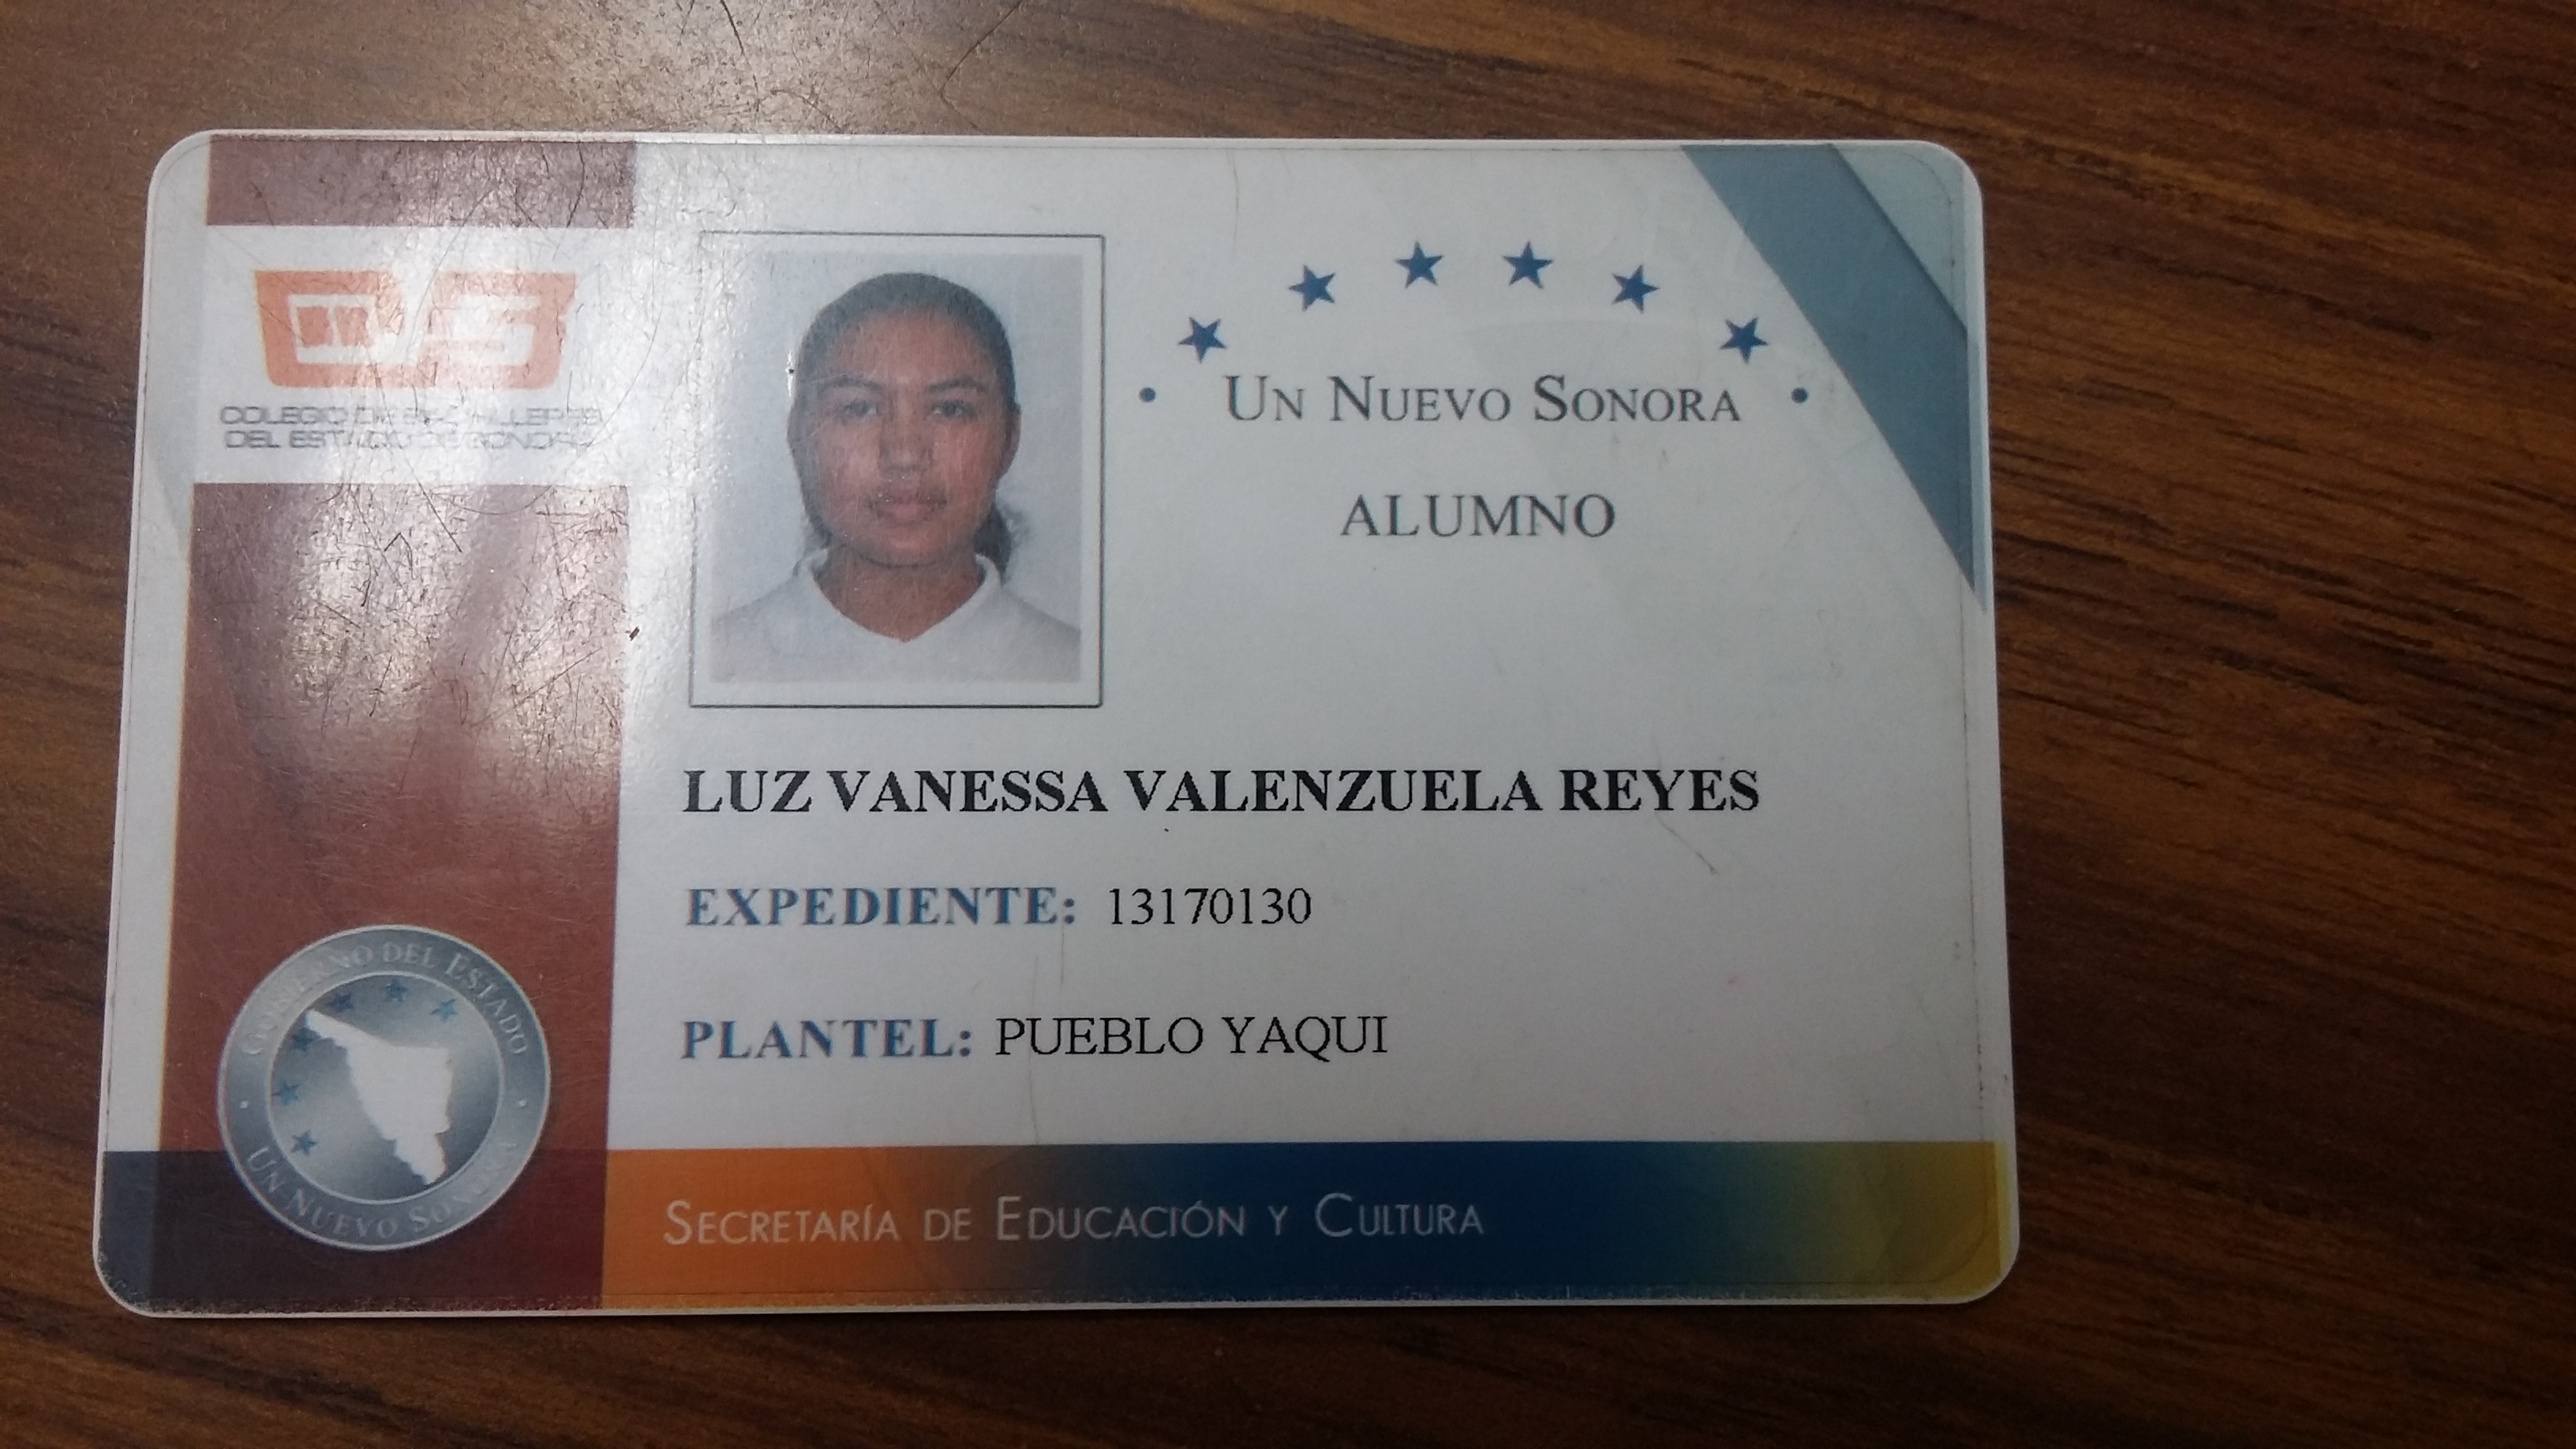 COLEGIO DE BACHILLERES
DEL ESTADO DE SONORA
UN NUEVO SONORA
ALUMNO
LUZ VANESSA VALENZUELA REYES
EXPEDIENTE: 13170130
PLANTEL: PUEBLO YAQUI
GOBIERNO DEL ESTADO
UN NUEVO SONORA
SECRETARÍA DE EDUCACIÓN Y CULTURA